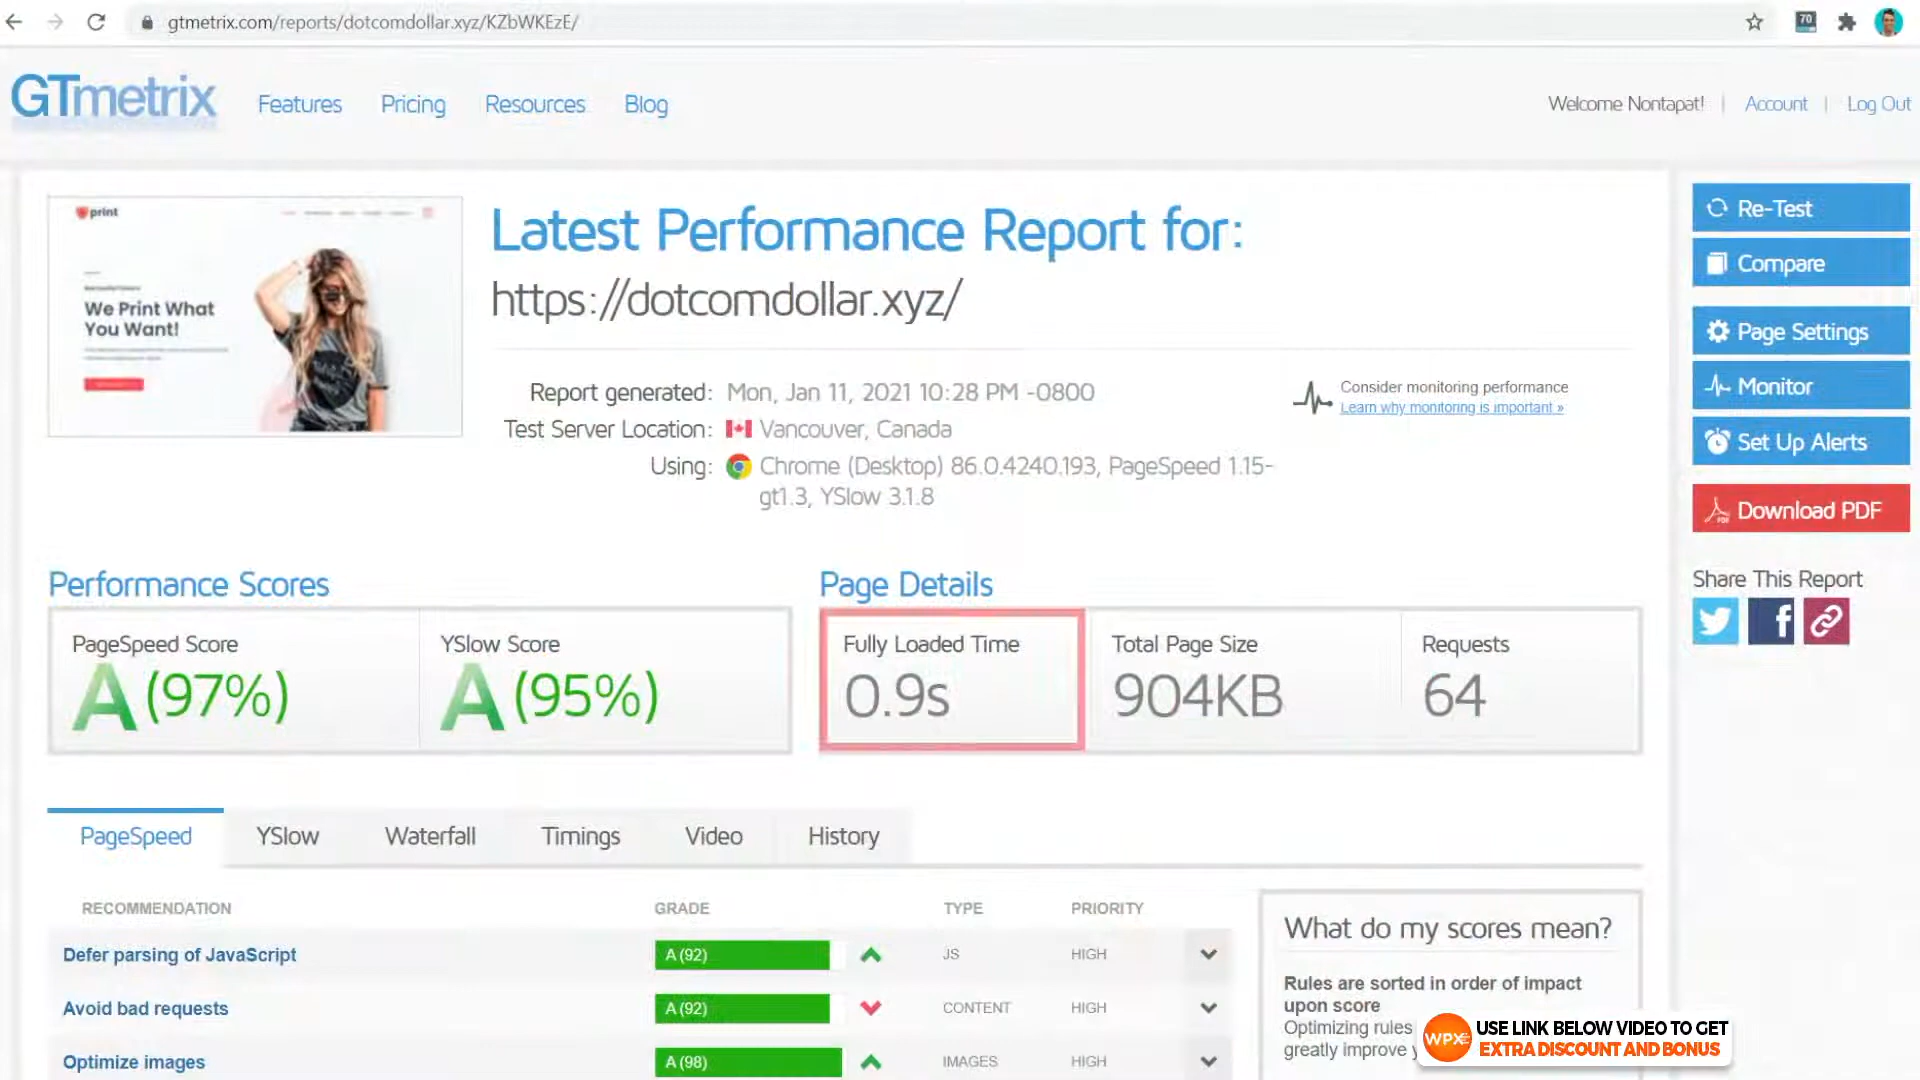 gtmetrix.com/reports/dotcomdollar.xyz/KZbWKEzE/
70
GTmetrix
Features
Pricing
Resources
Blog
Welcome Nontapat!
Account
Log Out
print
We Print What
You Want!
Latest Performance Report for:
https://dotcomdollar.xyz/
Report generated: Mon, Jan 11, 2021 10:28 PM -0800
Test Server Location: Vancouver, Canada
Using: Chrome (Desktop) 86.0.4240.193, PageSpeed 1.15-
gt1.3, YSlow 3.1.8
Consider monitoring performance
Learn why monitoring is important »
Re-Test
Compare
Page Settings
Monitor
Set Up Alerts
Download PDF
Share This Report
Performance Scores
PageSpeed Score
A (97%)
YSlow Score
A (95%)
Page Details
Fully Loaded Time
0.9s
Total Page Size
904KB
Requests
64
PageSpeed
YSlow
Waterfall
Timings
Video
History
RECOMMENDATION GRADE TYPE PRIORITY
Defer parsing of JavaScript A (92) JS HIGH
Avoid bad requests A (92) CONTENT HIGH
Optimize images A (98) IMAGES HIGH
What do my scores mean?
Rules are sorted in order of impact
upon score
Optimizing rules
greatly improve
WPX
USE LINK BELOW VIDEO TO GET
EXTRA DISCOUNT AND BONUS